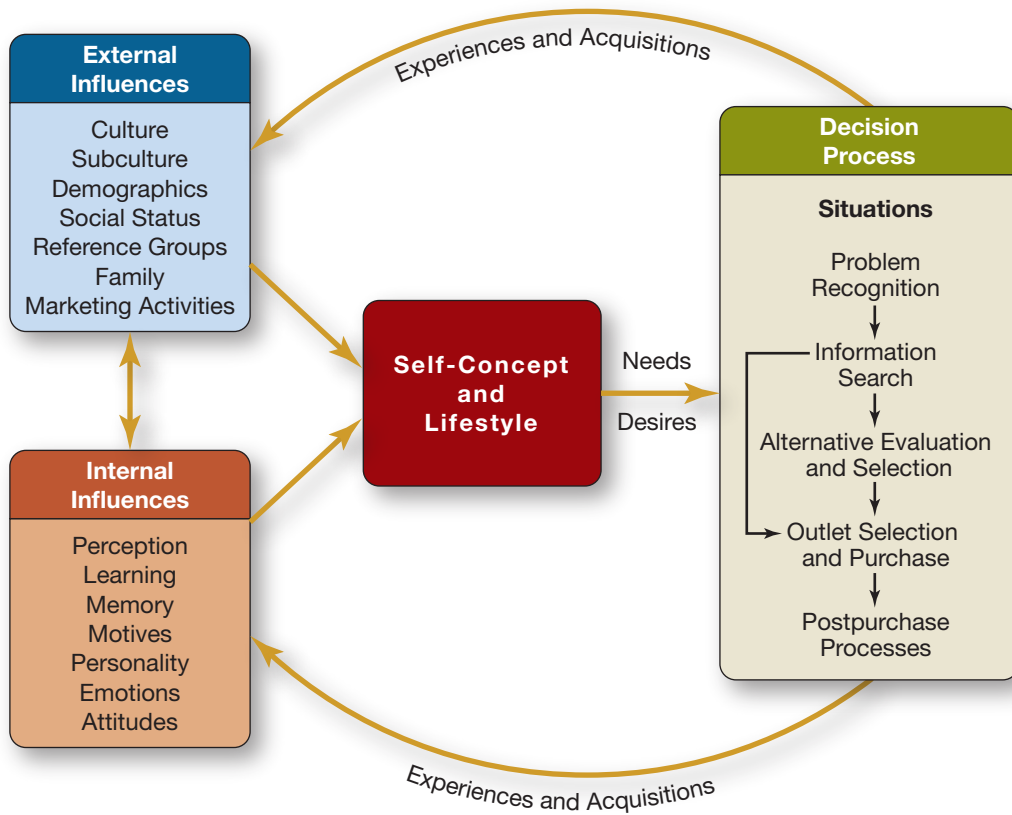 Experiences and Acquisitions
External
Influences
Culture
Subculture
Demographics
Social Status
Reference Groups
Family
Marketing Activities
Internal
Influences
Perception
Learning
Memory
Motives
Personality
Emotions
Attitudes
Self-Concept
and
Lifestyle
Needs
Desires
Decision
Process
Situations
Problem
Recognition
Information
Search
Alternative Evaluation
and Selection
Outlet Selection
and Purchase
Postpurchase
Processes
Experiences and Acquisitions